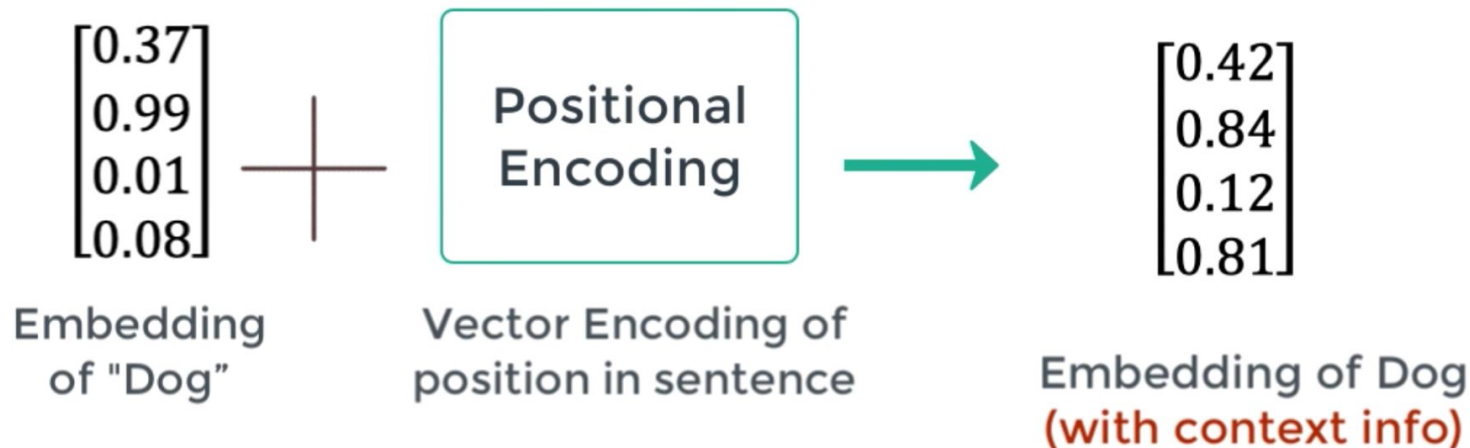 0.37
0.99
0.01
0.08
Embedding
of "Dog”
Positional
Encoding
Vector Encoding of
position in sentence
0.42
0.84
0.12
0.81
Embedding of Dog
(with context info)